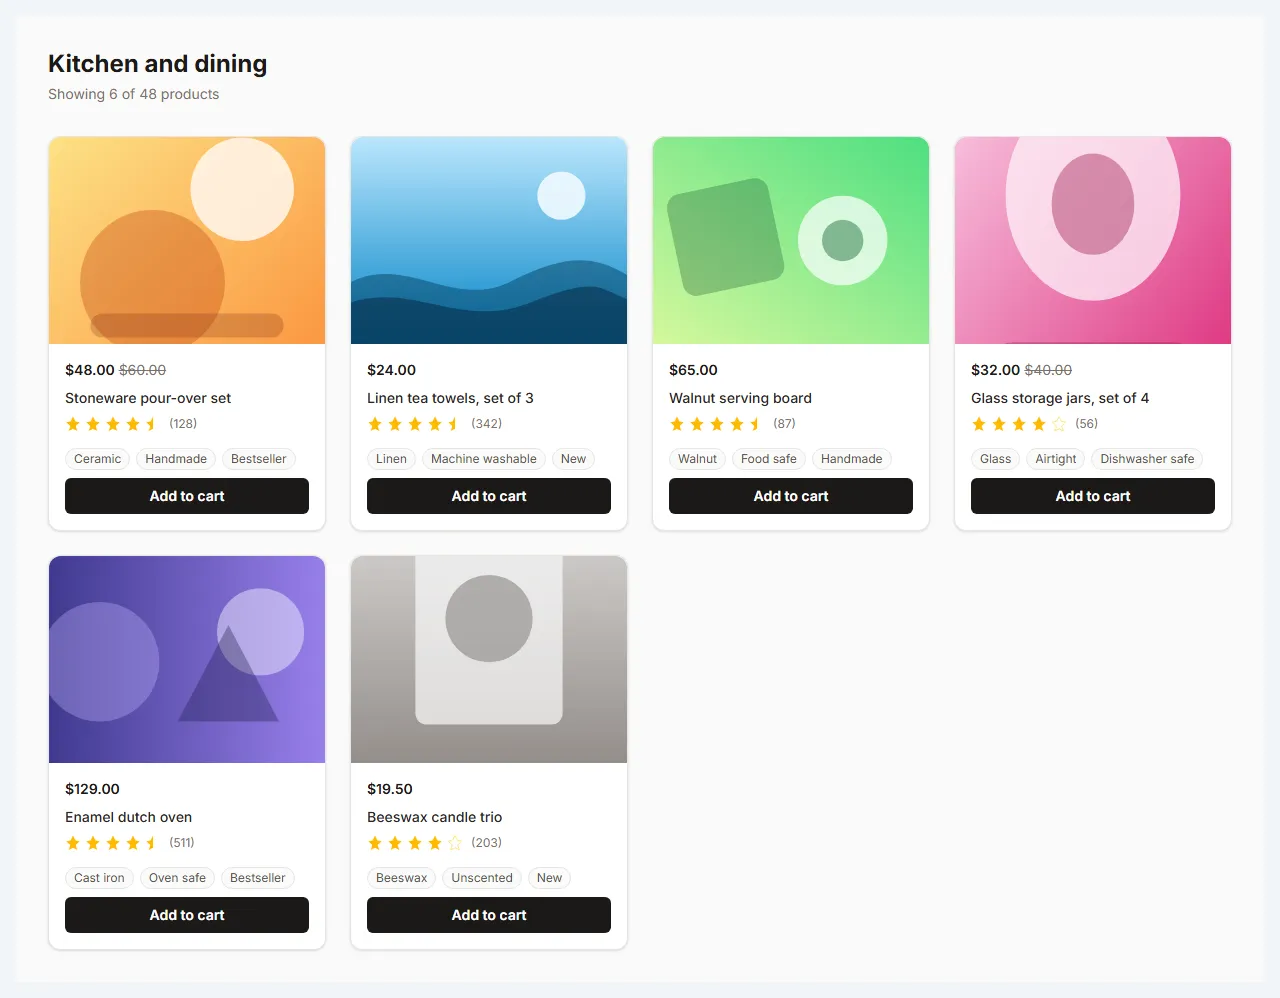 Kitchen and dining
Showing 6 of 48 products
$48.00 $60.00
Stoneware pour-over set
(128)
Ceramic Handmade Bestseller
Add to cart
$24.00
Linen tea towels, set of 3
(342)
Linen Machine washable New
Add to cart
$65.00
Walnut serving board
(87)
Walnut Food safe Handmade
Add to cart
$32.00 $40.00
Glass storage jars, set of 4
(56)
Glass Airtight Dishwasher safe
Add to cart
$129.00
Enamel dutch oven
(511)
Cast iron Oven safe Bestseller
Add to cart
$19.50
Beeswax candle trio
(203)
Beeswax Unscented New
Add to cart